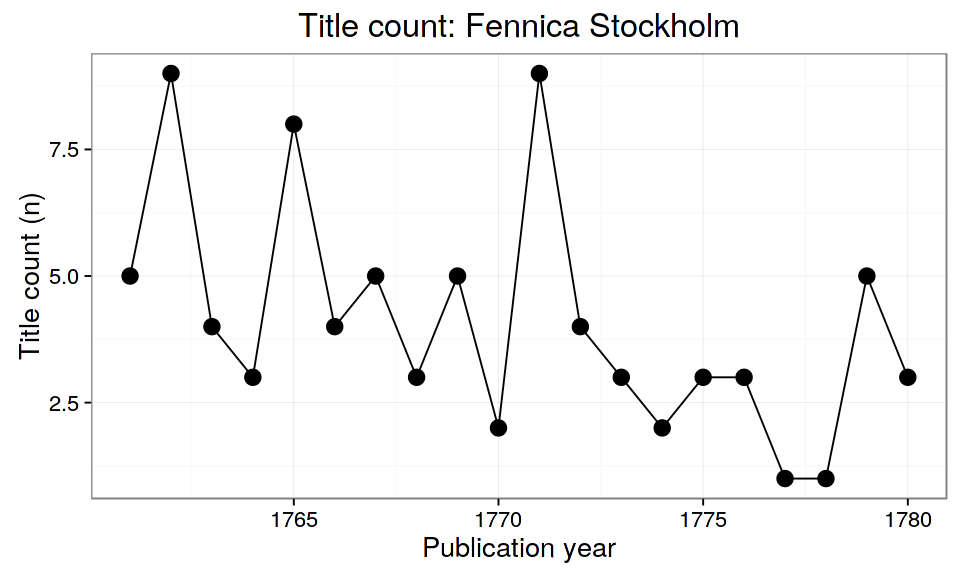 Title count: Fennica Stockholm
Title count (n)
7.5
5.0
2.5
1765 1770 1775 1780
Publication year